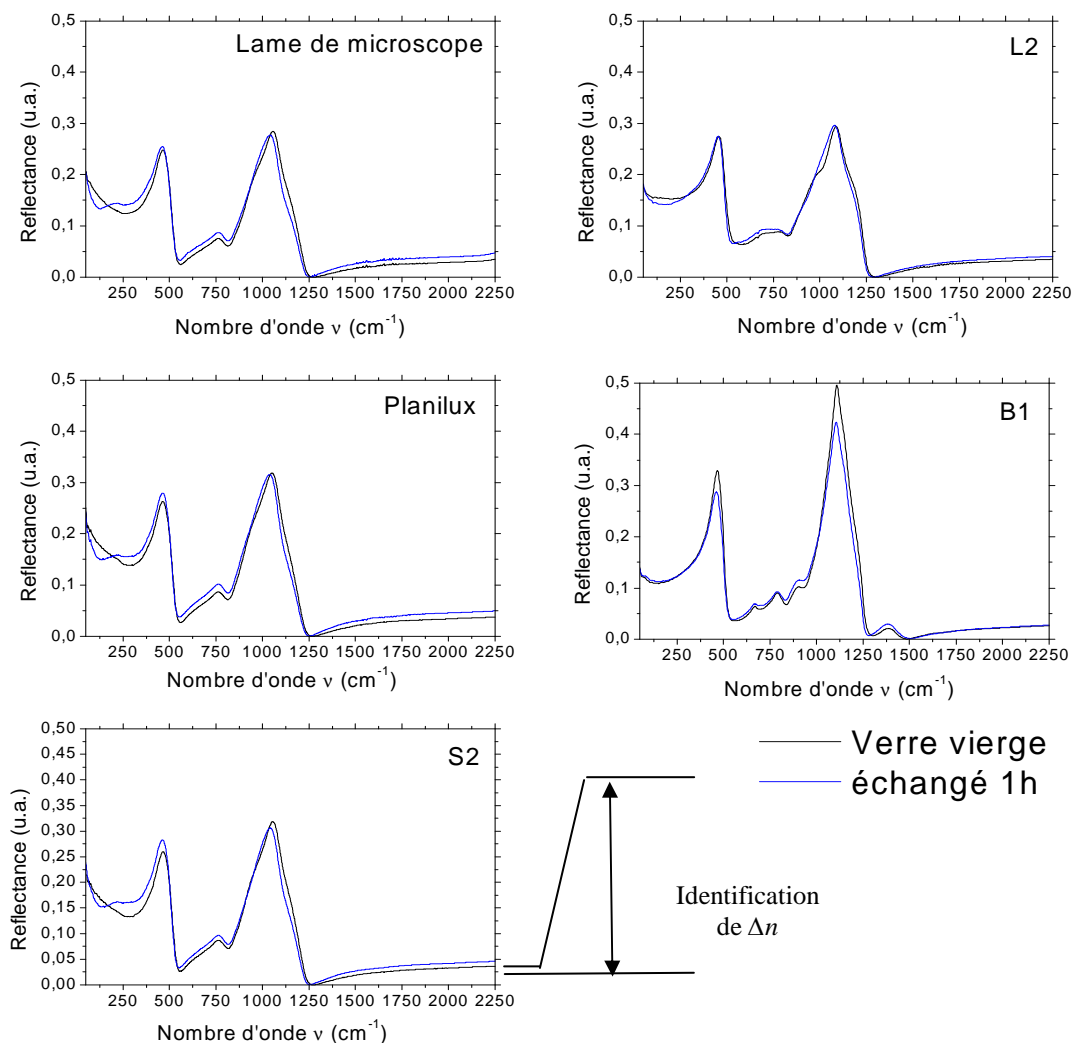 Lame de microscope
0,5
0,4
0,3
0,2
0,1
0,0
250 500 750 1000 1250 1500 1750 2000 2250
Reflectance (u.a.)
Nombre d'onde ν (cm⁻¹)
L2
0,5
0,4
0,3
0,2
0,1
0,0
250 500 750 1000 1250 1500 1750 2000 2250
Reflectance (u.a.)
Nombre d'onde ν (cm⁻¹)
Planilux
0,5
0,4
0,3
0,2
0,1
0,0
250 500 750 1000 1250 1500 1750 2000 2250
Reflectance (u.a.)
Nombre d'onde ν (cm⁻¹)
B1
0,5
0,4
0,3
0,2
0,1
0,0
250 500 750 1000 1250 1500 1750 2000 2250
Reflectance (u.a.)
Nombre d'onde ν (cm⁻¹)
S2
0,50
0,45
0,40
0,35
0,30
0,25
0,20
0,15
0,10
0,05
0,00
250 500 750 1000 1250 1500 1750 2000 2250
Reflectance (u.a.)
Nombre d'onde ν (cm⁻¹)
Verre vierge
échangé 1h
Identification
de Δn